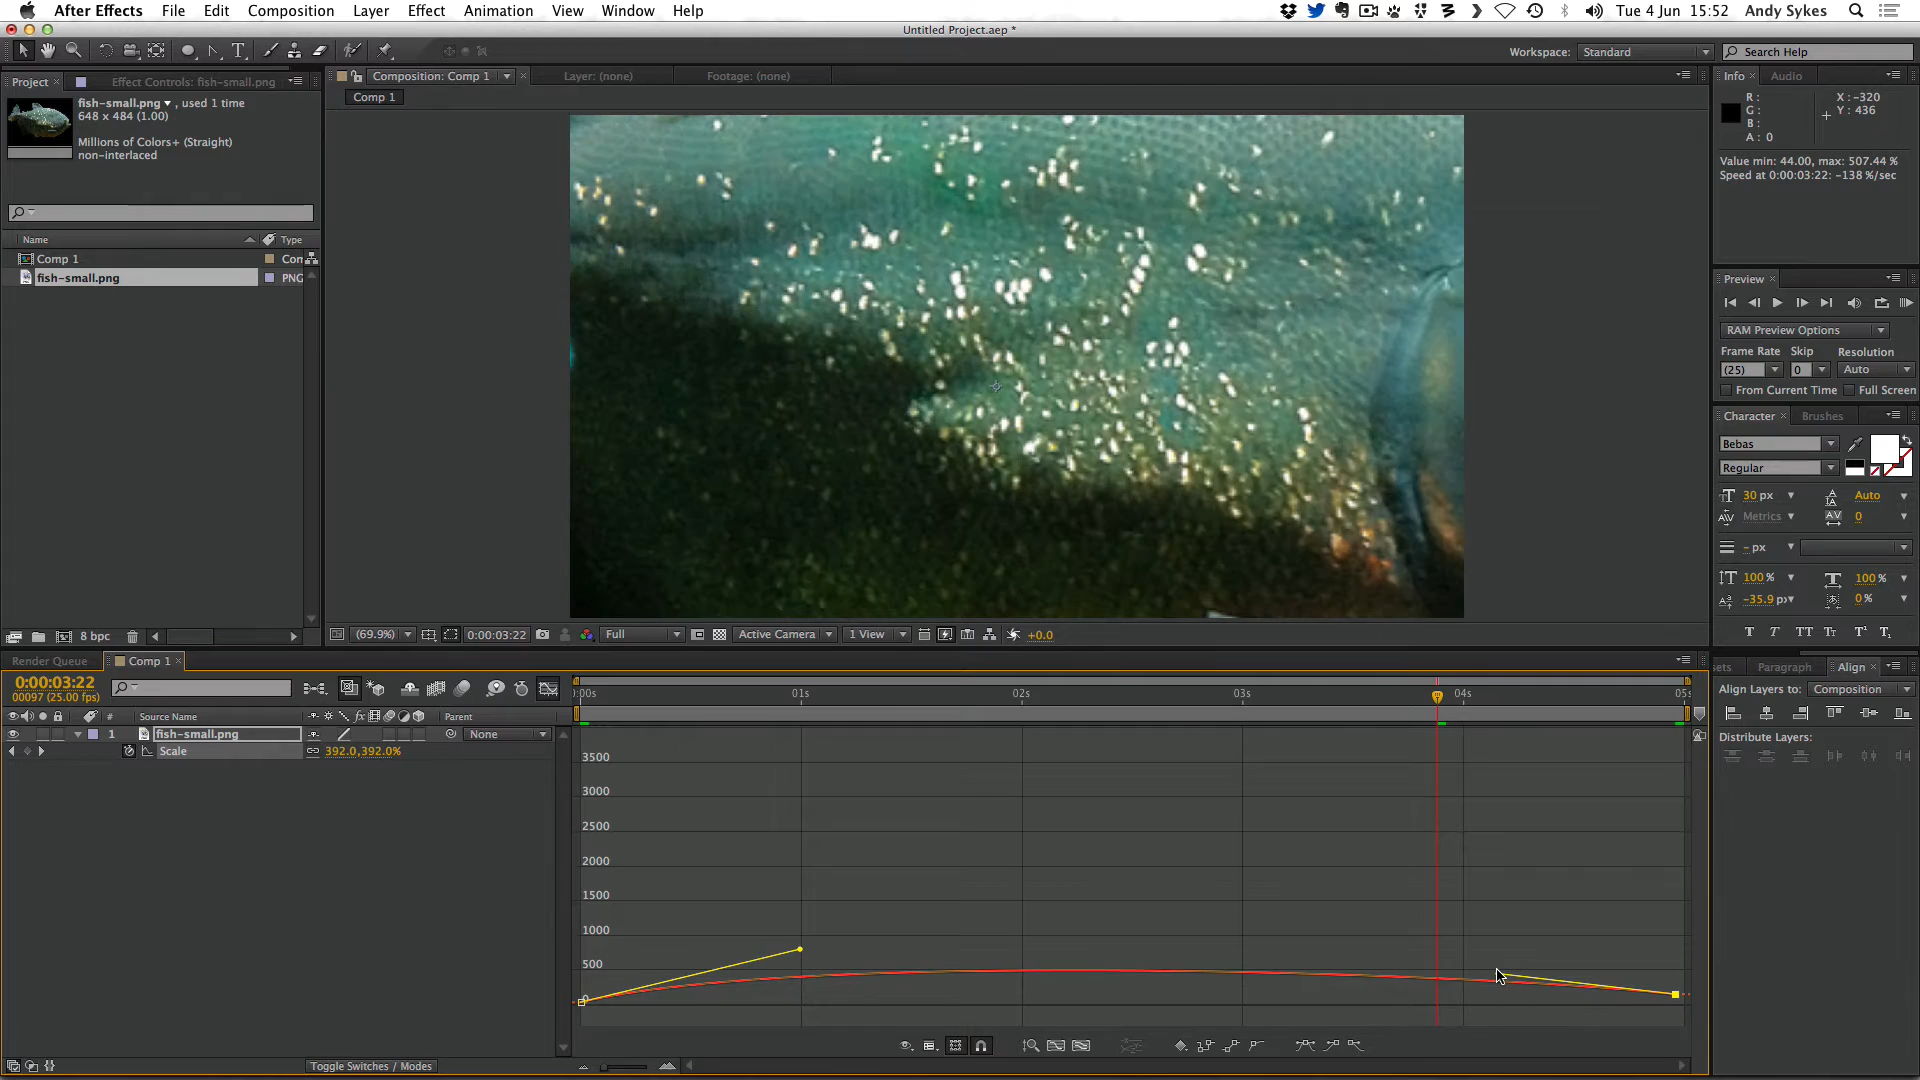 After Effects File Edit Composition Layer Effect Animation View Window Help Tue 4 Jun 15:52 Andy Sykes
Untitled Project.aep *
Workspace: Standard Search Help
Project Effect Controls: fish-small.png
Composition: Comp 1 Layer: (none) Footage: (none)
Comp 1
fish-small.png , used 1 time
648 x 484 (1.00)
Millions of Colors+ (Straight)
non-interlaced
Name Type
Comp 1 Con
fish-small.png PNG
8 bpc
(69.9%) 0:00:03:22 Full Active Camera 1 View +0.0
Info Audio
R : X : -320
G : Y : 436
B :
A : 0
Value min: 44.00, max: 507.44 %
Speed at 0:00:03:22: -138 %/sec
Preview
RAM Preview Options
Frame Rate Skip Resolution
(25) 0 Auto
From Current Time Full Screen
Character Brushes
Bebas
Regular
30 px Auto
Metrics 0
- px
100 % 100 %
-35.9 px 0 %
T T TT Tr T¹ T₁
sets Paragraph Align
Align Layers to: Composition
Distribute Layers:
Render Queue Comp 1
0:00:03:22
00097 (25.00 fps)
# Source Name Parent
1 fish-small.png None
Scale 392.0,392.0%
):00s 01s 02s 03s 04s 05s
3500
3000
2500
2000
1500
1000
500
0
Toggle Switches / Modes